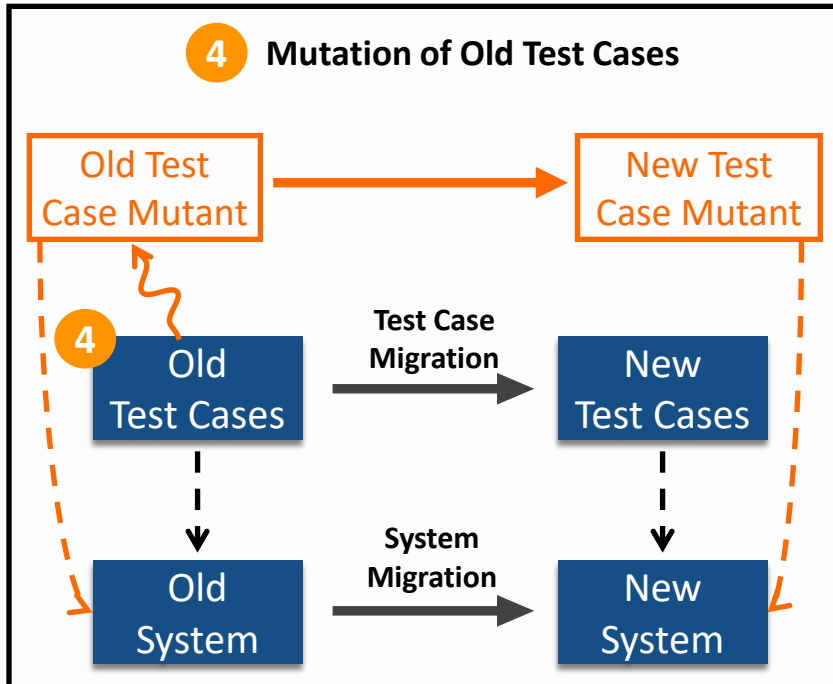 4 Mutation of Old Test Cases
Old Test
Case Mutant
New Test
Case Mutant
4
Old
Test Cases
Test Case
Migration
New
Test Cases
Old
System
System
Migration
New
System